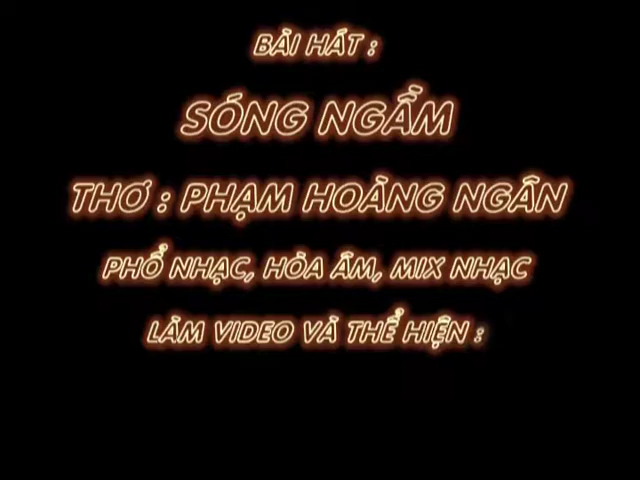 BÀI HÁT :
SÓNG NGẦM
THƠ : PHẠM HOÀNG NGÂN
PHỔ NHẠC, HÒA ÂM, MIX NHẠC
LÀM VIDEO VÀ THỂ HIỆN :